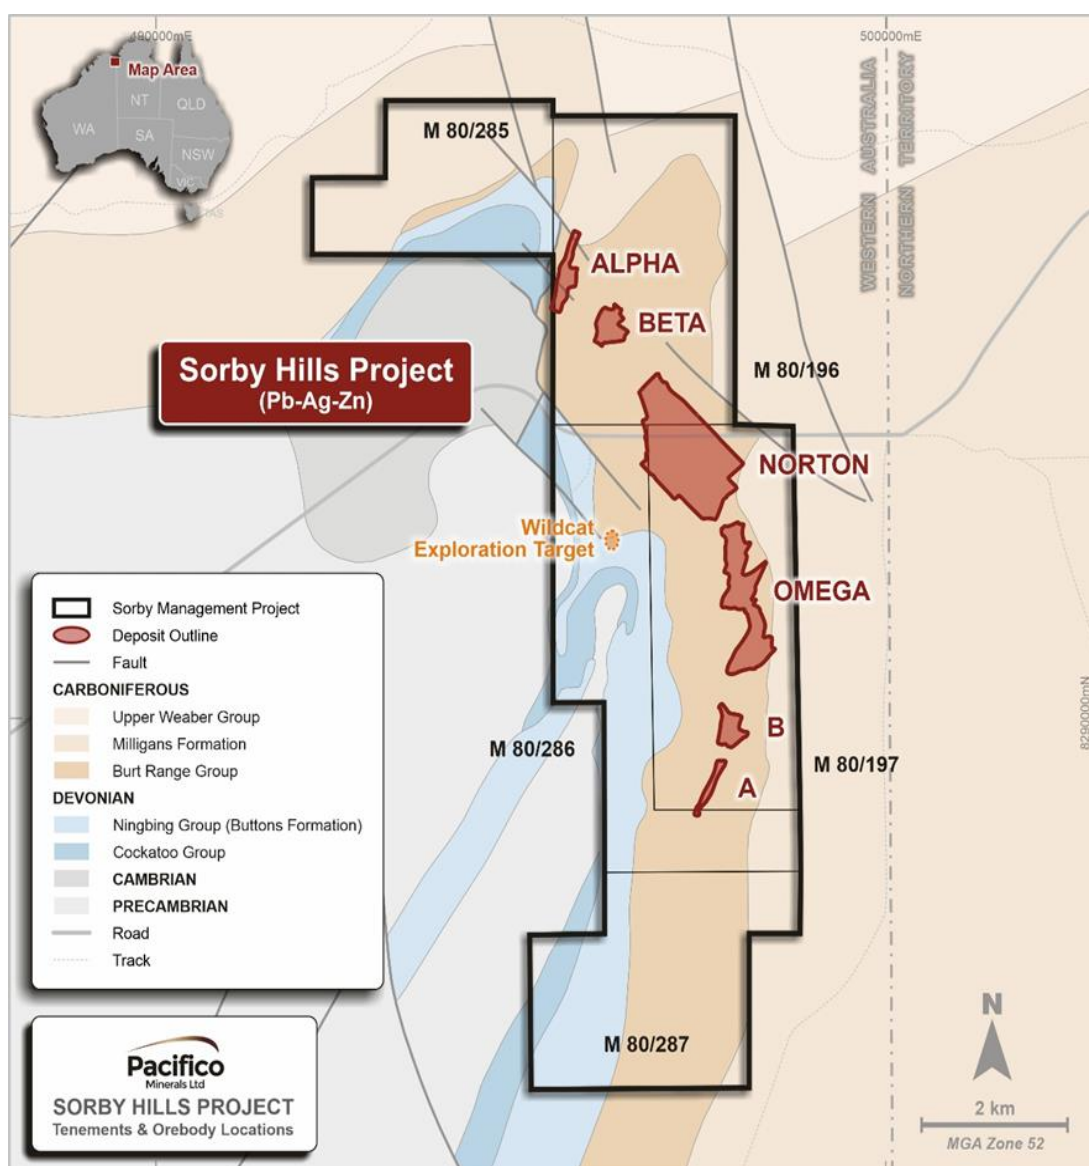 500000mE
Map Area
NT
QLD
WA
SA
NSW
VIC
TAS
WESTERN AUSTRALIA
NORTHERN TERRITORY
M 80/285
ALPHA
BETA
Sorby Hills Project
(Pb-Ag-Zn)
M 80/196
NORTON
Wildcat
Exploration Target
OMEGA
B
A
M 80/286
M 80/197
8290000mN
M 80/287
Sorby Management Project
Deposit Outline
Fault
CARBONIFEROUS
Upper Weaber Group
Milligans Formation
Burt Range Group
DEVONIAN
Ningbing Group (Buttons Formation)
Cockatoo Group
CAMBRIAN
PRECAMBRIAN
Road
Track
Pacifico
Minerals Ltd
SORBY HILLS PROJECT
Tenements & Orebody Locations
N
2 km
MGA Zone 52